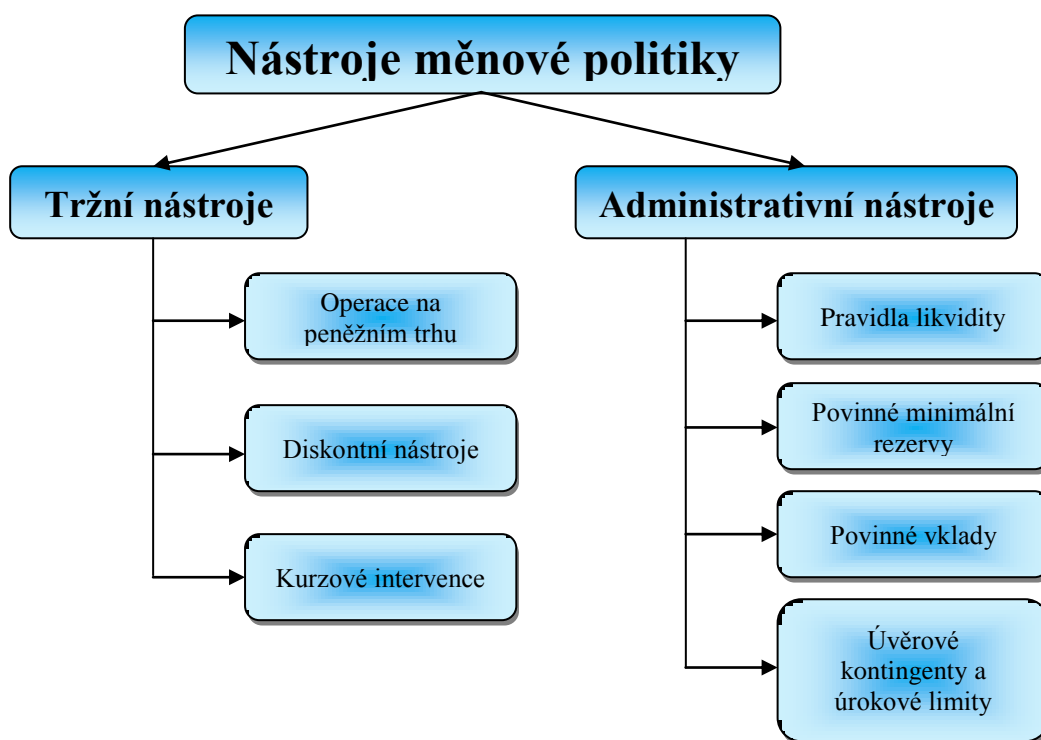 Nástroje měnové politiky
Tržní nástroje
Operace na
peněžním trhu
Diskontní nástroje
Kurzové intervence
Administrativní nástroje
Pravidla likvidity
Povinné minimální
rezervy
Povinné vklady
Úvěrové
kontingenty a
úrokové limity